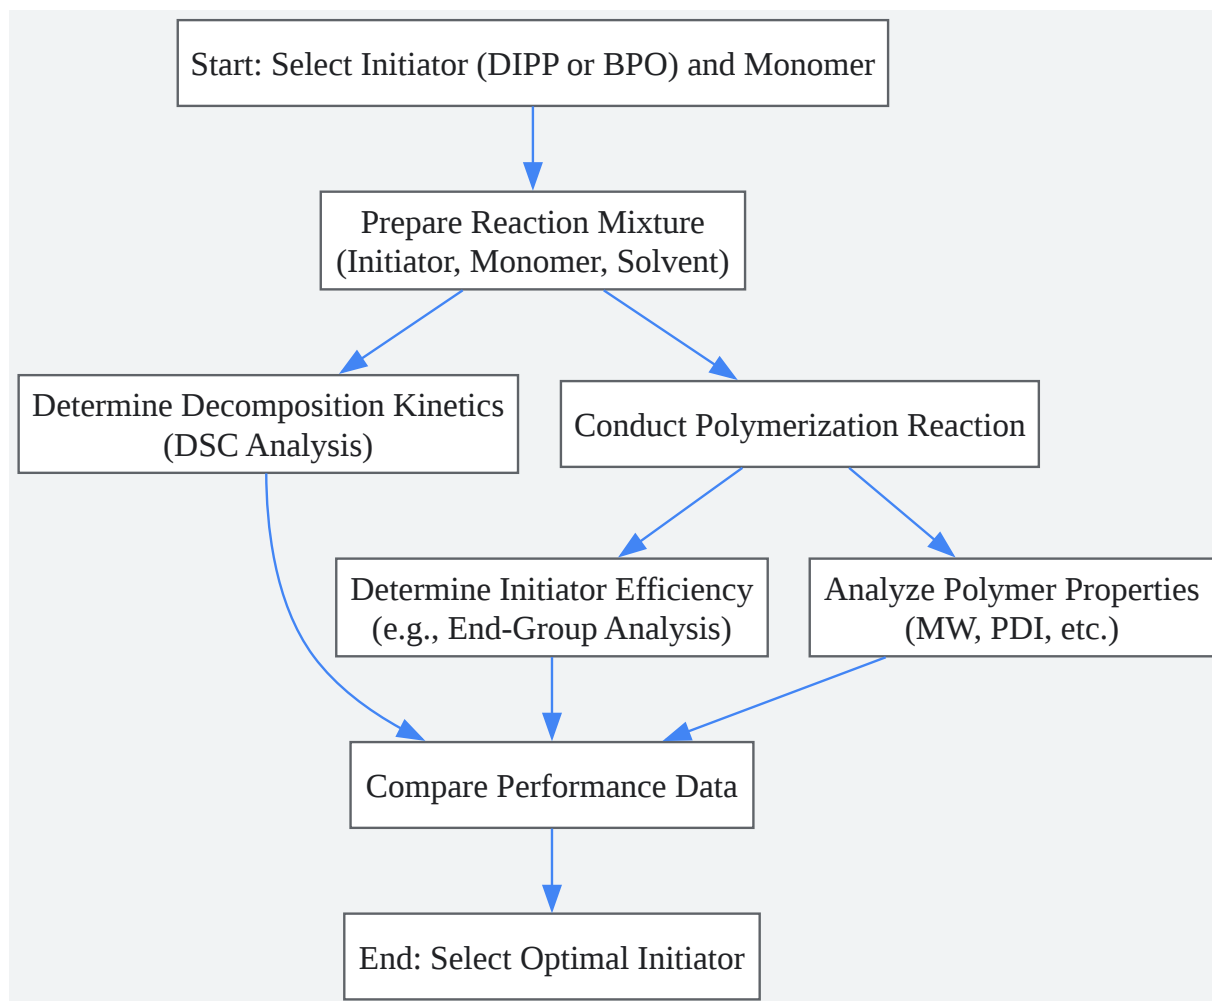 Start: Select Initiator (DIPP or BPO) and Monomer
Prepare Reaction Mixture
(Initiator, Monomer, Solvent)
Determine Decomposition Kinetics
(DSC Analysis)
Conduct Polymerization Reaction
Determine Initiator Efficiency
(e.g., End-Group Analysis)
Analyze Polymer Properties
(MW, PDI, etc.)
Compare Performance Data
End: Select Optimal Initiator